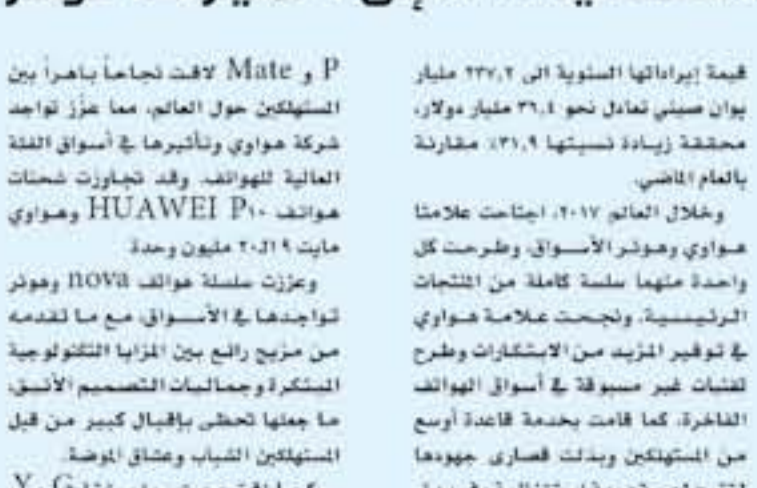 قيمة إيراداتها السنوية الى ٢٣٧,٢ مليار
يوان صيني تعادل نحو ٣٦,٤ مليار دولار،
محققة زيادة نسبتها ٣١,٩٪ مقارنة
بالعام الماضي.
وخلال العالم ٢٠١٧، اجتاحت علامتا
هواوي وهونر الأسواق، وطرحت كل
واحدة منهما سلسة كاملة من المنتجات
الرئيسية. ونجحت علامة هواوي
في توفير المزيد من الابتكارات وطرح
تقنيات غير مسبوقة في أسواق الهواتف
الفاخرة، كما قامت بخدمة قاعدة أوسع
من المستهلكين وبذلت قصارى جهودها
P و Mate لاقت نجاحاً باهراً بين
المستهلكين حول العالم، مما عزّز تواجد
شركة هواوي وتأثيرها في أسواق الفئة
العالية للهواتف. وقد تجاوزت شحنات
هواتف HUAWEI P١٠ وهواوي
مايت ٩ الـ٢٠ مليون وحدة.
وعززت سلسلة هواتف nova وهونر
تواجدها في الأسواق، مع ما تقدمه
من مزيج رائع بين المزايا التكنولوجية
المبتكرة وجماليات التصميم الأنيق،
ما جعلها تحظى بإقبال كبير من قبل
المستهلكين الشباب وعشاق الموضة.